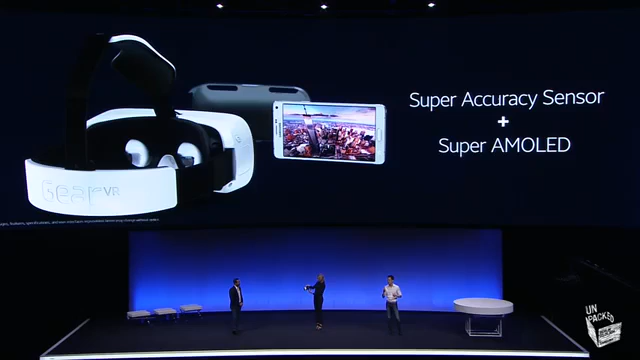 Super Accuracy Sensor
+
Super AMOLED
Gear VR
UN
PACKED